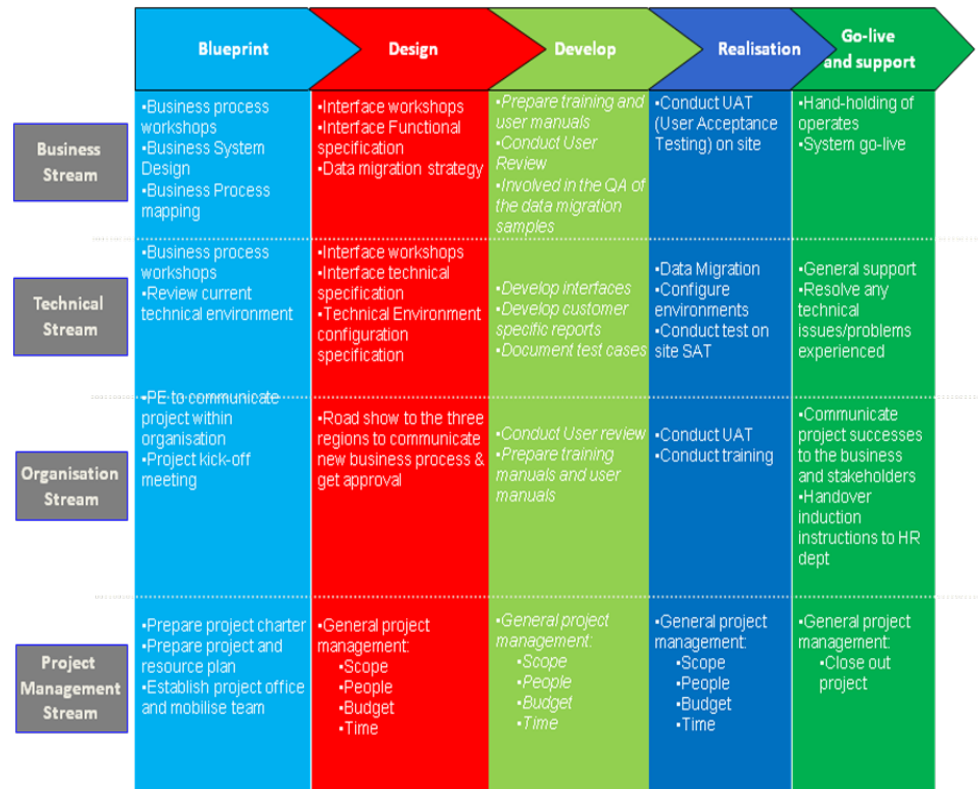 Blueprint
Design
Develop
Realisation
Go-live
and support
Business
Stream
•Business process
workshops
•Business System
Design
•Business Process
mapping
•Interface workshops
•Interface Functional
specification
•Data migration strategy
•Prepare training and
user manuals
•Conduct User
Review
•Involved in the QA of
the data migration
samples
•Conduct UAT
(User Acceptance
Testing) on site
•Hand-holding of
operates
•System go-live
Technical
Stream
•Business process
workshops
•Review current
technical environment
•Interface workshops
•Interface technical
specification
•Technical Environment
configuration
specification
•Develop interfaces
•Develop customer
specific reports
•Document test cases
•Data Migration
•Configure
environments
•Conduct test on
site SAT
•General support
•Resolve any
technical
issues/problems
experienced
Organisation
Stream
•PE to communicate
project within
organisation
•Project kick-off
meeting
•Road show to the three
regions to communicate
new business process &
get approval
•Conduct User review
•Prepare training
manuals and user
manuals
•Conduct UAT
•Conduct training
•Communicate
project successes
to the business
and stakeholders
•Handover
induction
instructions to HR
dept
Project
Management
Stream
•Prepare project charter
•Prepare project and
resource plan
•Establish project office
and mobilise team
•General project
management:
•Scope
•People
•Budget
•Time
•General project
management:
•Scope
•People
•Budget
•Time
•General project
management:
•Scope
•People
•Budget
•Time
•General project
management:
•Close out
project